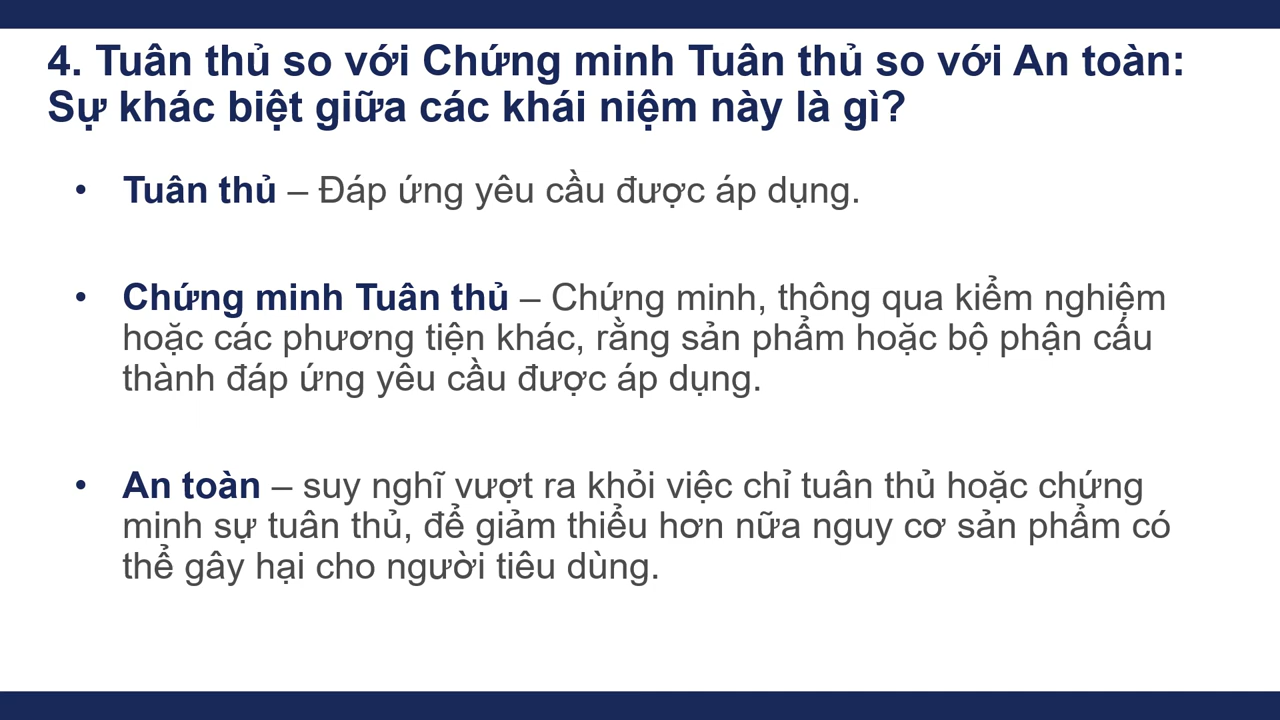 4. Tuân thủ so với Chứng minh Tuân thủ so với An toàn:
Sự khác biệt giữa các khái niệm này là gì?
• Tuân thủ – Đáp ứng yêu cầu được áp dụng.
• Chứng minh Tuân thủ – Chứng minh, thông qua kiểm nghiệm
hoặc các phương tiện khác, rằng sản phẩm hoặc bộ phận cấu
thành đáp ứng yêu cầu được áp dụng.
• An toàn – suy nghĩ vượt ra khỏi việc chỉ tuân thủ hoặc chứng
minh sự tuân thủ, để giảm thiểu hơn nữa nguy cơ sản phẩm có
thể gây hại cho người tiêu dùng.